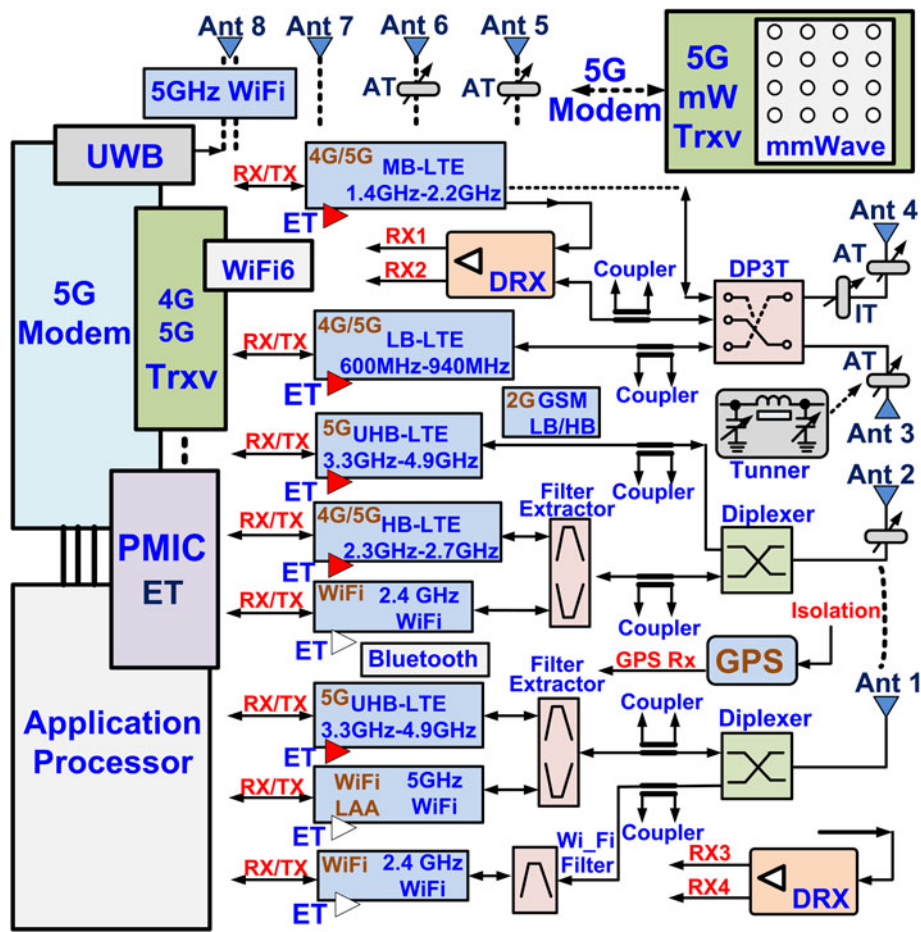 Ant 8
Ant 7
Ant 6
Ant 5
5GHz WiFi
AT
AT
5G
Modem
5G
mW
Trxv
mmWave
UWB
RX/TX
4G/5G
MB-LTE
1.4GHz-2.2GHz
ET
Ant 4
WiFi6
RX1
RX2
DRX
Coupler
DP3T
AT
IT
5G
Modem
4G
5G
Trxv
RX/TX
4G/5G
LB-LTE
600MHz-940MHz
ET
Coupler
AT
Ant 3
2G GSM
LB/HB
Tunner
RX/TX
5G UHB-LTE
3.3GHz-4.9GHz
ET
Coupler
Ant 2
Filter
Extractor
Diplexer
PMIC
ET
RX/TX
4G/5G
HB-LTE
2.3GHz-2.7GHz
ET
RX/TX
WiFi 2.4 GHz
WiFi
ET
Coupler
Isolation
Bluetooth
GPS Rx
GPS
Filter
Extractor
Coupler
Diplexer
Ant 1
Application
Processor
RX/TX
5G UHB-LTE
3.3GHz-4.9GHz
ET
RX/TX
WiFi 5GHz
LAA WiFi
ET
Coupler
Wi_Fi
Filter
RX/TX
WiFi 2.4 GHz
WiFi
ET
RX3
RX4
DRX